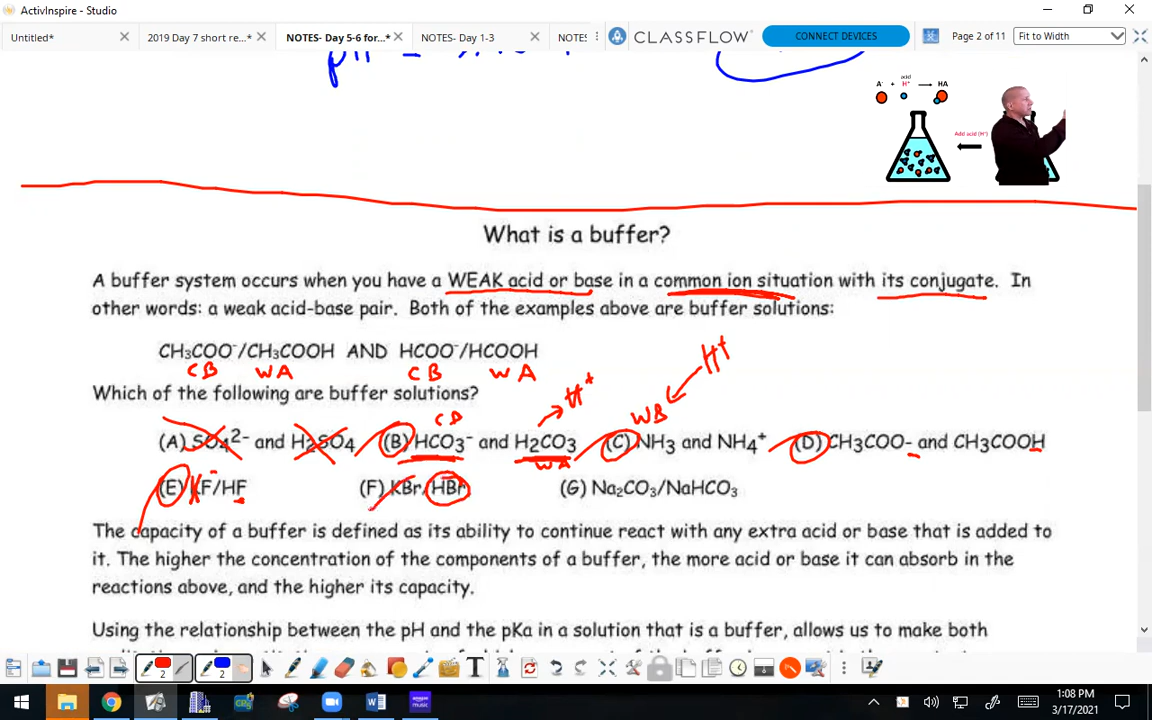 ActivInspire - Studio
Untitled*
2019 Day 7 short re...*
NOTES- Day 5-6 for...*
NOTES- Day 1-3
NOTES
CLASSFLOW
CONNECT DEVICES
Page 2 of 11
Fit to Width
pH =
acid
A⁻ + H⁺ → HA
Add acid (H⁺)
What is a buffer?
A buffer system occurs when you have a WEAK acid or base in a common ion situation with its conjugate. In
other words: a weak acid-base pair. Both of the examples above are buffer solutions:
CH₃COO⁻/CH₃COOH AND HCOO⁻/HCOOH
CB WA CB WA
H⁺
Which of the following are buffer solutions?
H⁺
CB WB
(A) SO₄²⁻ and H₂SO₄ (B) HCO₃⁻ and H₂CO₃ (C) NH₃ and NH₄⁺ (D) CH₃COO- and CH₃COOH
WA
(E) KF/HF (F) KBr/HBr (G) Na₂CO₃/NaHCO₃
The capacity of a buffer is defined as its ability to continue react with any extra acid or base that is added to
it. The higher the concentration of the components of a buffer, the more acid or base it can absorb in the
reactions above, and the higher its capacity.
Using the relationship between the pH and the pKa in a solution that is a buffer, allows us to make both
2
2
T
1:08 PM
3/17/2021